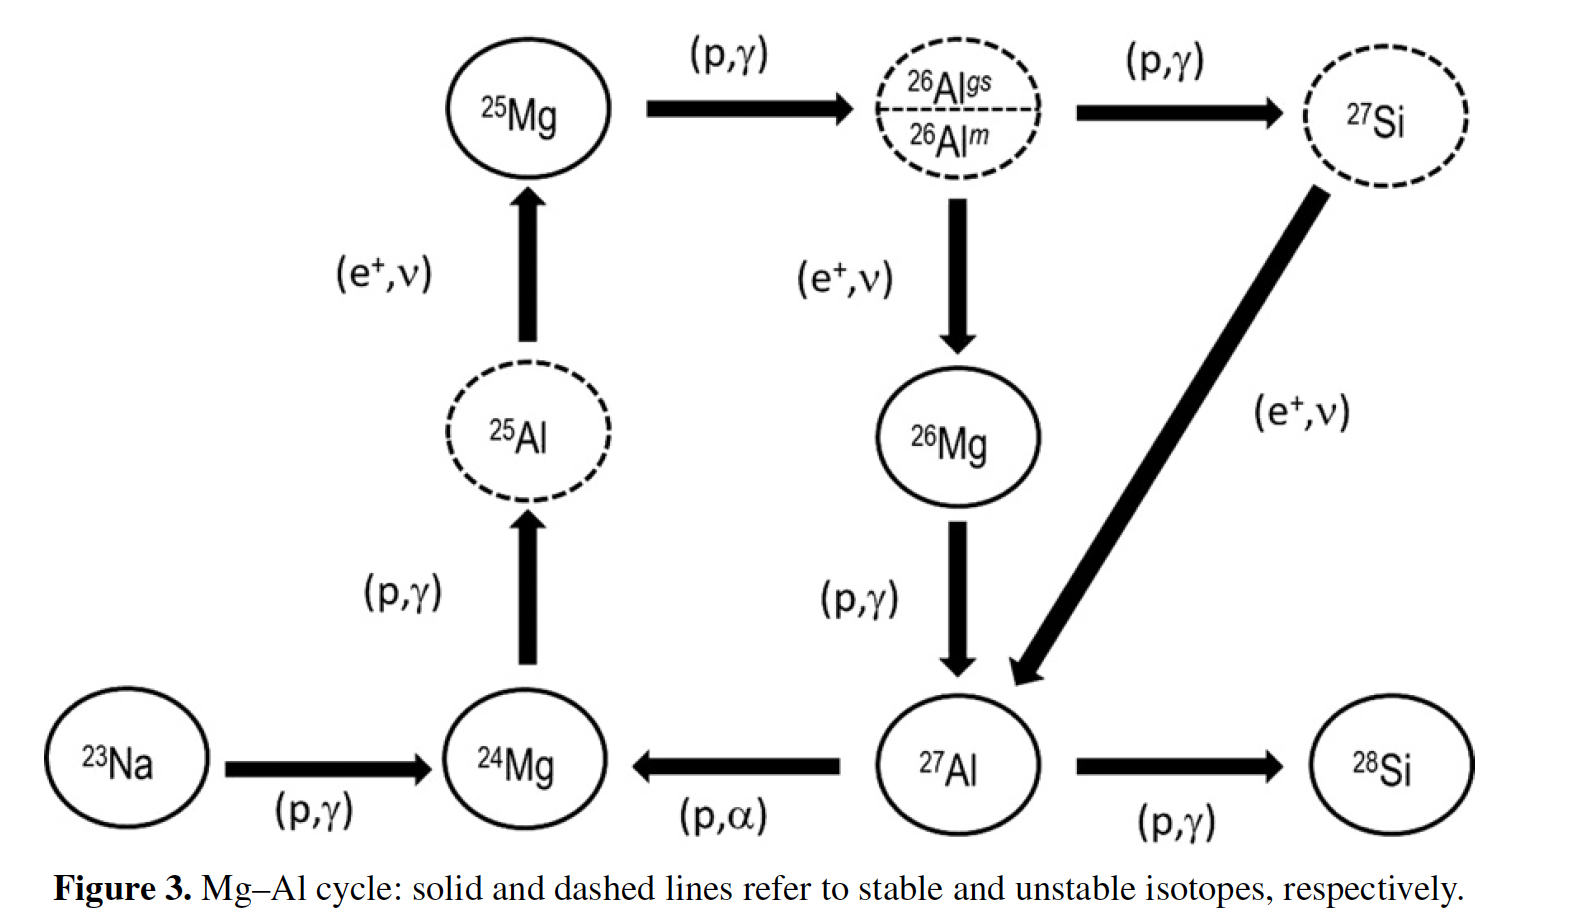 (p,γ)
(p,γ)
²⁵Mg
²⁶Alᵍˢ
²⁶Alᵐ
²⁷Si
(e⁺,ν)
(e⁺,ν)
(e⁺,ν)
²⁵Al
²⁶Mg
(p,γ)
(p,γ)
²³Na
²⁴Mg
²⁷Al
²⁸Si
(p,γ)
(p,α)
(p,γ)
Figure 3. Mg–Al cycle: solid and dashed lines refer to stable and unstable isotopes, respectively.